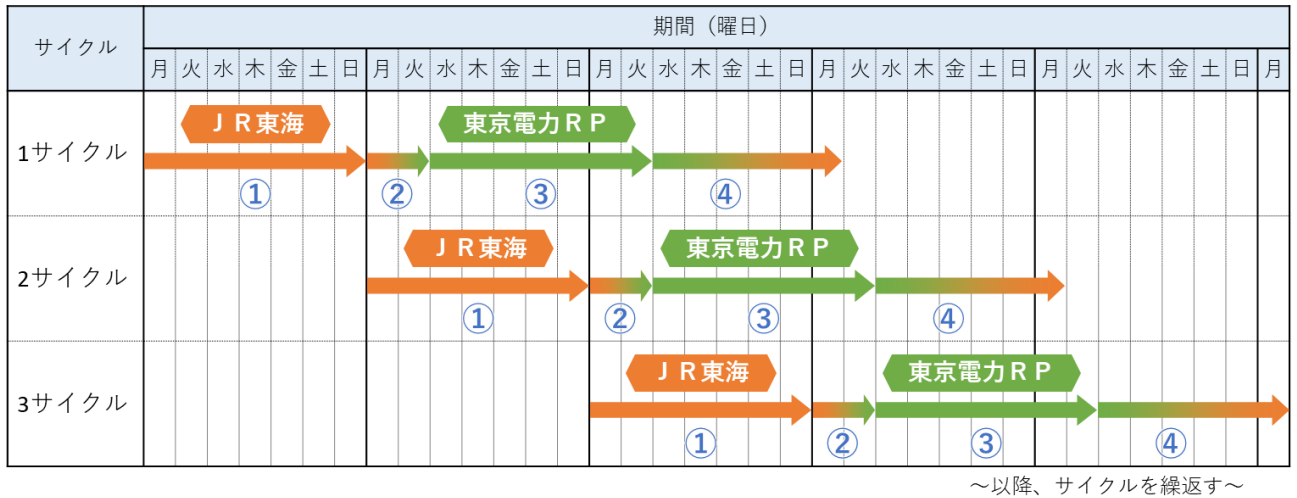 サイクル
期間（曜日）
月 火 水 木 金 土 日 月 火 水 木 金 土 日 月 火 水 木 金 土 日 月 火 水 木 金 土 日 月 火 水 木 金 土 日 月
1サイクル
ＪＲ東海
東京電力ＲＰ
① ② ③ ④
2サイクル
ＪＲ東海
東京電力ＲＰ
① ② ③ ④
3サイクル
ＪＲ東海
東京電力ＲＰ
① ② ③ ④
～以降、サイクルを繰返す～